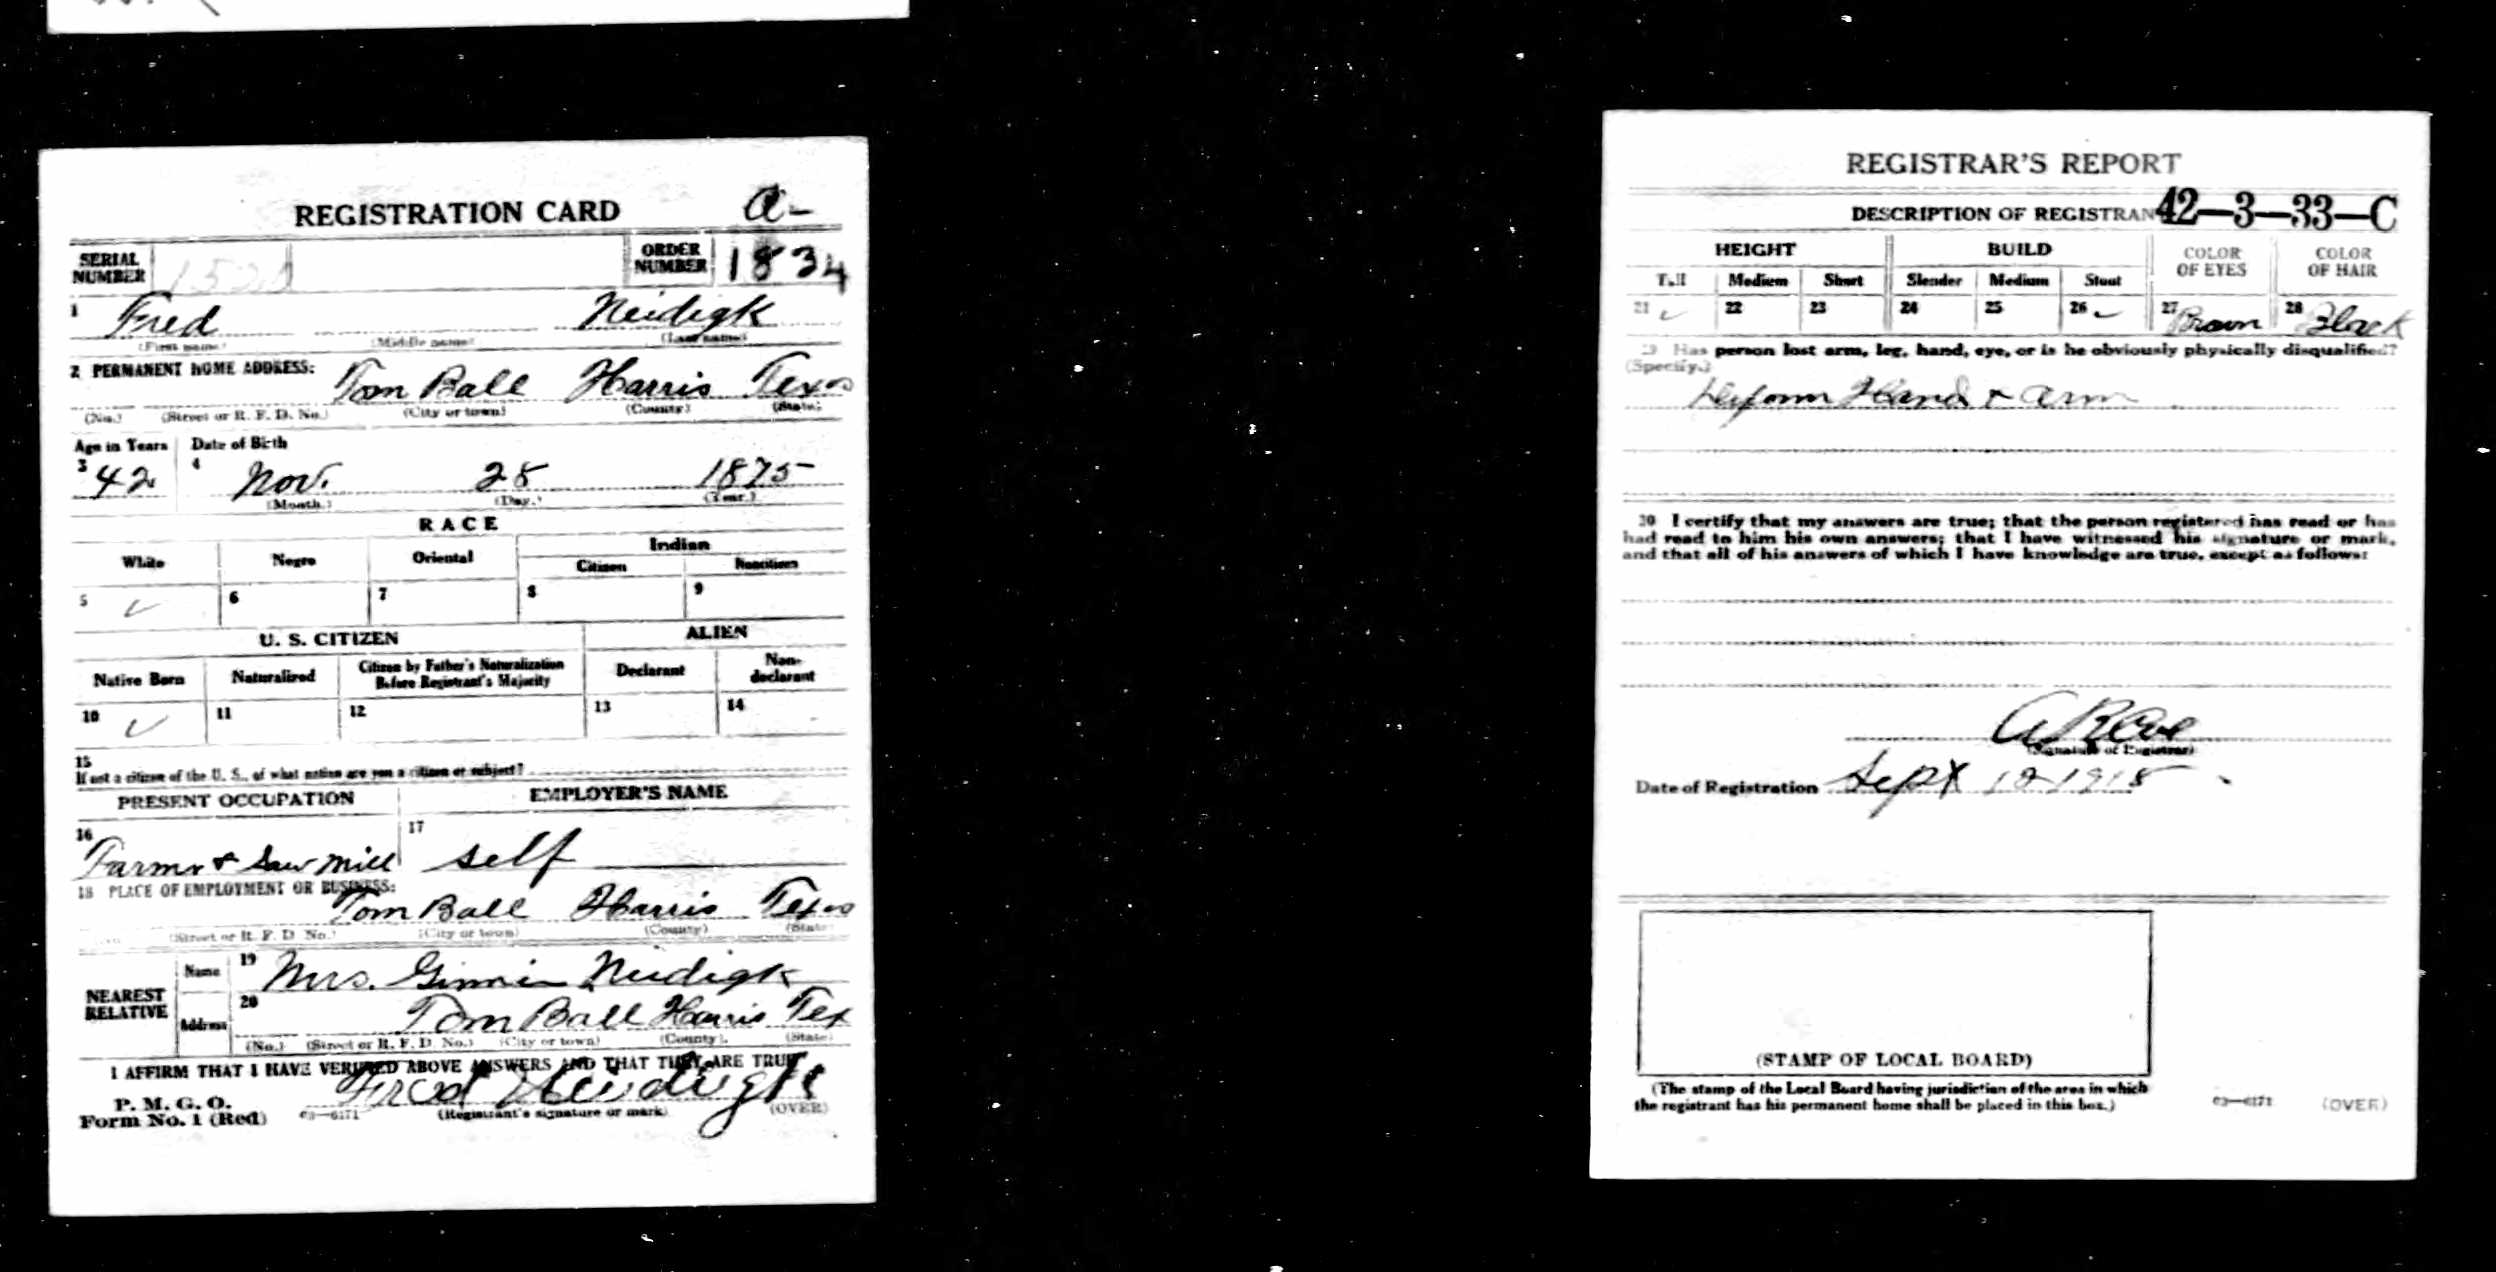 REGISTRATION CARD a-
SERIAL NUMBER ORDER NUMBER 1834
1 Fred Neidigk
(First name) (Middle name) (Last name)
2 PERMANENT HOME ADDRESS: Tom Ball Harris Texas
(No.) (Street or R. F. D. No.) (City or town) (County) (State)
Age in Years Date of Birth
3 42 4 Nov. 28 1875
(Month.) (Day.) (Year.)
RACE
White Negro Oriental Indian
Citizen Noncitizen
5 ✓ 6 7 8 9
U. S. CITIZEN ALIEN
Native Born Naturalized Citizen by Father's Naturalization Before Registrant's Majority Declarant Non-declarant
10 ✓ 11 12 13 14
15
If not a citizen of the U. S., of what nation are you a citizen or subject?
PRESENT OCCUPATION EMPLOYER'S NAME
16 17
Farmr & Saw Mill self
18 PLACE OF EMPLOYMENT OR BUSINESS:
Tom Ball Harris Texas
(Street or R. F. D. No.) (City or town) (County) (State)
NEAREST RELATIVE
Name 19 Mrs. Neidigk
Address 20 Tom Ball Harris Tex
(No.) (Street or R. F. D. No.) (City or town) (County) (State)
I AFFIRM THAT I HAVE VERIFIED ABOVE ANSWERS AND THAT THEY ARE TRUE
Fred Neidigk
P. M. G. O.
Form No. 1 (Red) 03—6171 (Registrant's signature or mark) (OVER)
REGISTRAR'S REPORT
DESCRIPTION OF REGISTRAN 42—3—33—C
HEIGHT BUILD COLOR OF EYES COLOR OF HAIR
Tall Medium Short Slender Medium Stout
21 ✓ 22 23 24 25 26 ✓ 27 Brown 28 Black
29 Has person lost arm, leg, hand, eye, or is he obviously physically disqualified?
(Specify.)
Deform Hand & arm
30 I certify that my answers are true; that the person registered has read or has
had read to him his own answers; that I have witnessed his signature or mark,
and that all of his answers of which I have knowledge are true, except as follows:
(Signature of Registrar)
Date of Registration Sept 12 1918
(STAMP OF LOCAL BOARD)
(The stamp of the Local Board having jurisdiction of the area in which
the registrant has his permanent home shall be placed in this box.)
03—6171 (OVER)